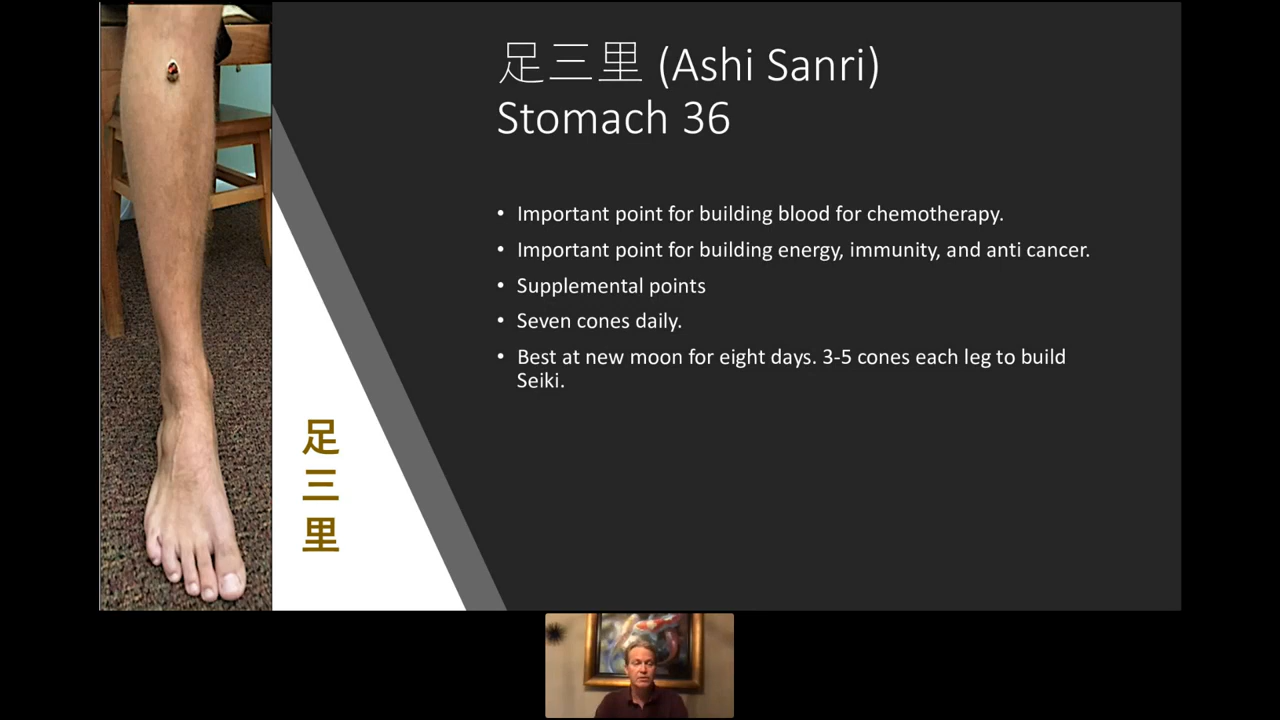 足三里 (Ashi Sanri)
Stomach 36
• Important point for building blood for chemotherapy.
• Important point for building energy, immunity, and anti cancer.
• Supplemental points
• Seven cones daily.
• Best at new moon for eight days. 3-5 cones each leg to build
Seiki.
足
三
里